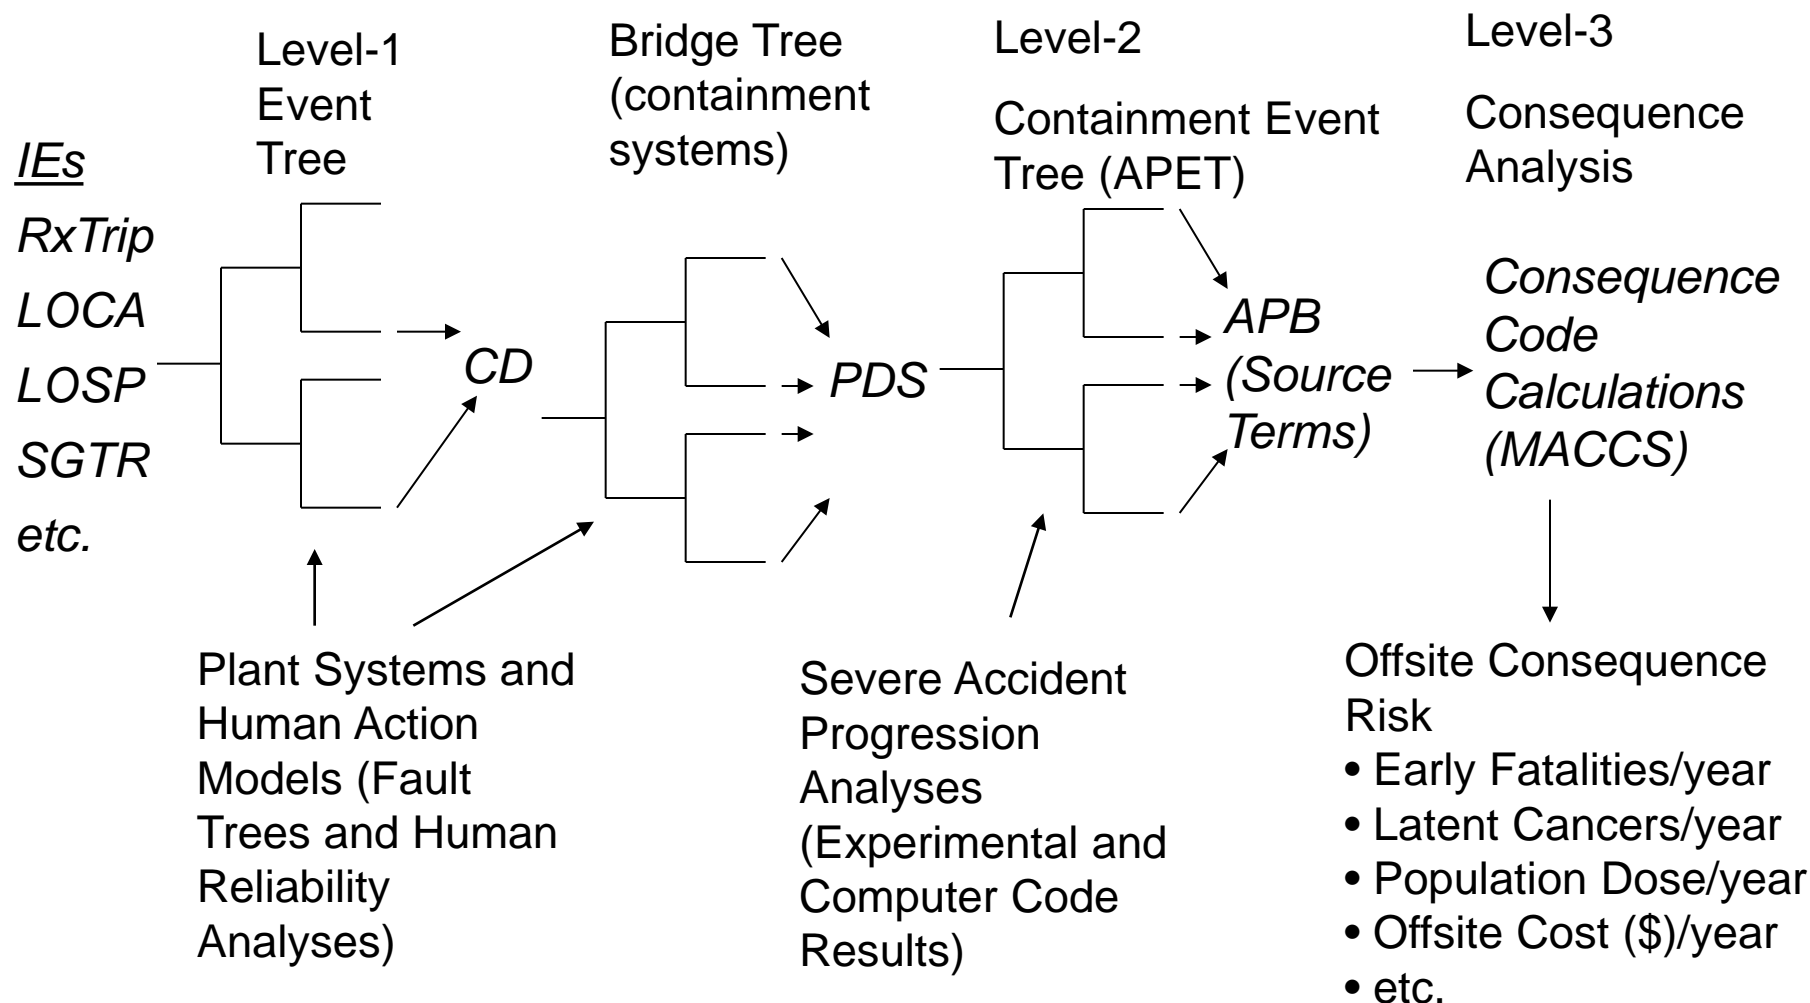 Level-1
Event
Tree
Bridge Tree
(containment
systems)
Level-2
Containment Event
Tree (APET)
Level-3
Consequence
Analysis
IEs
RxTrip
LOCA
LOSP
SGTR
etc.
CD
PDS
APB
(Source
Terms)
Consequence
Code
Calculations
(MACCS)
Plant Systems and
Human Action
Models (Fault
Trees and Human
Reliability
Analyses)
Severe Accident
Progression
Analyses
(Experimental and
Computer Code
Results)
Offsite Consequence
Risk
• Early Fatalities/year
• Latent Cancers/year
• Population Dose/year
• Offsite Cost ($)/year
• etc.